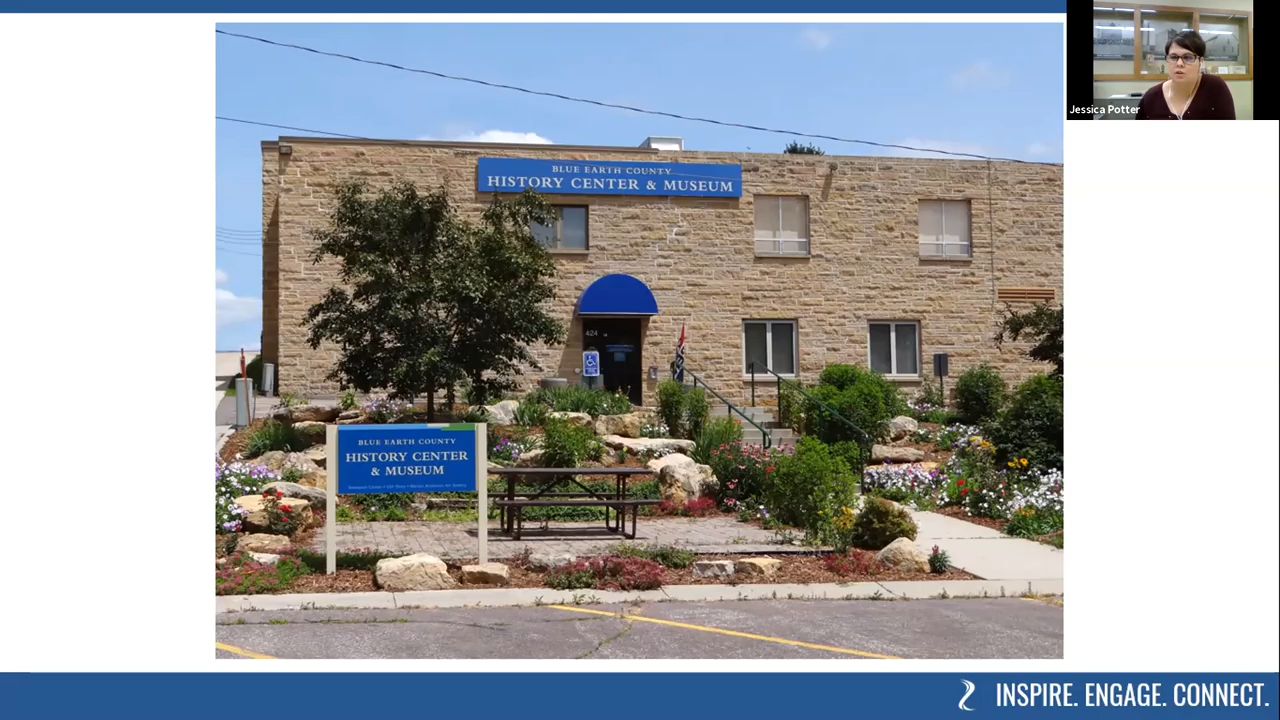 Jessica Potter
BLUE EARTH COUNTY
HISTORY CENTER & MUSEUM
424
BLUE EARTH COUNTY
HISTORY CENTER
& MUSEUM
INSPIRE. ENGAGE. CONNECT.